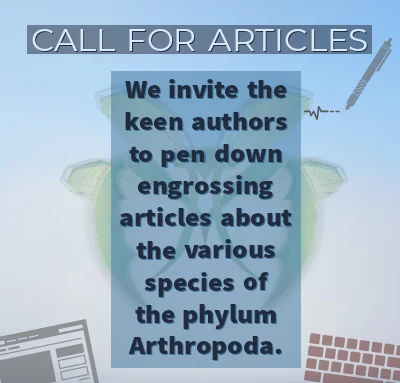 CALL FOR ARTICLES
We invite the
keen authors
to pen down
engrossing
articles about
the various
species of
the phylum
Arthropoda.